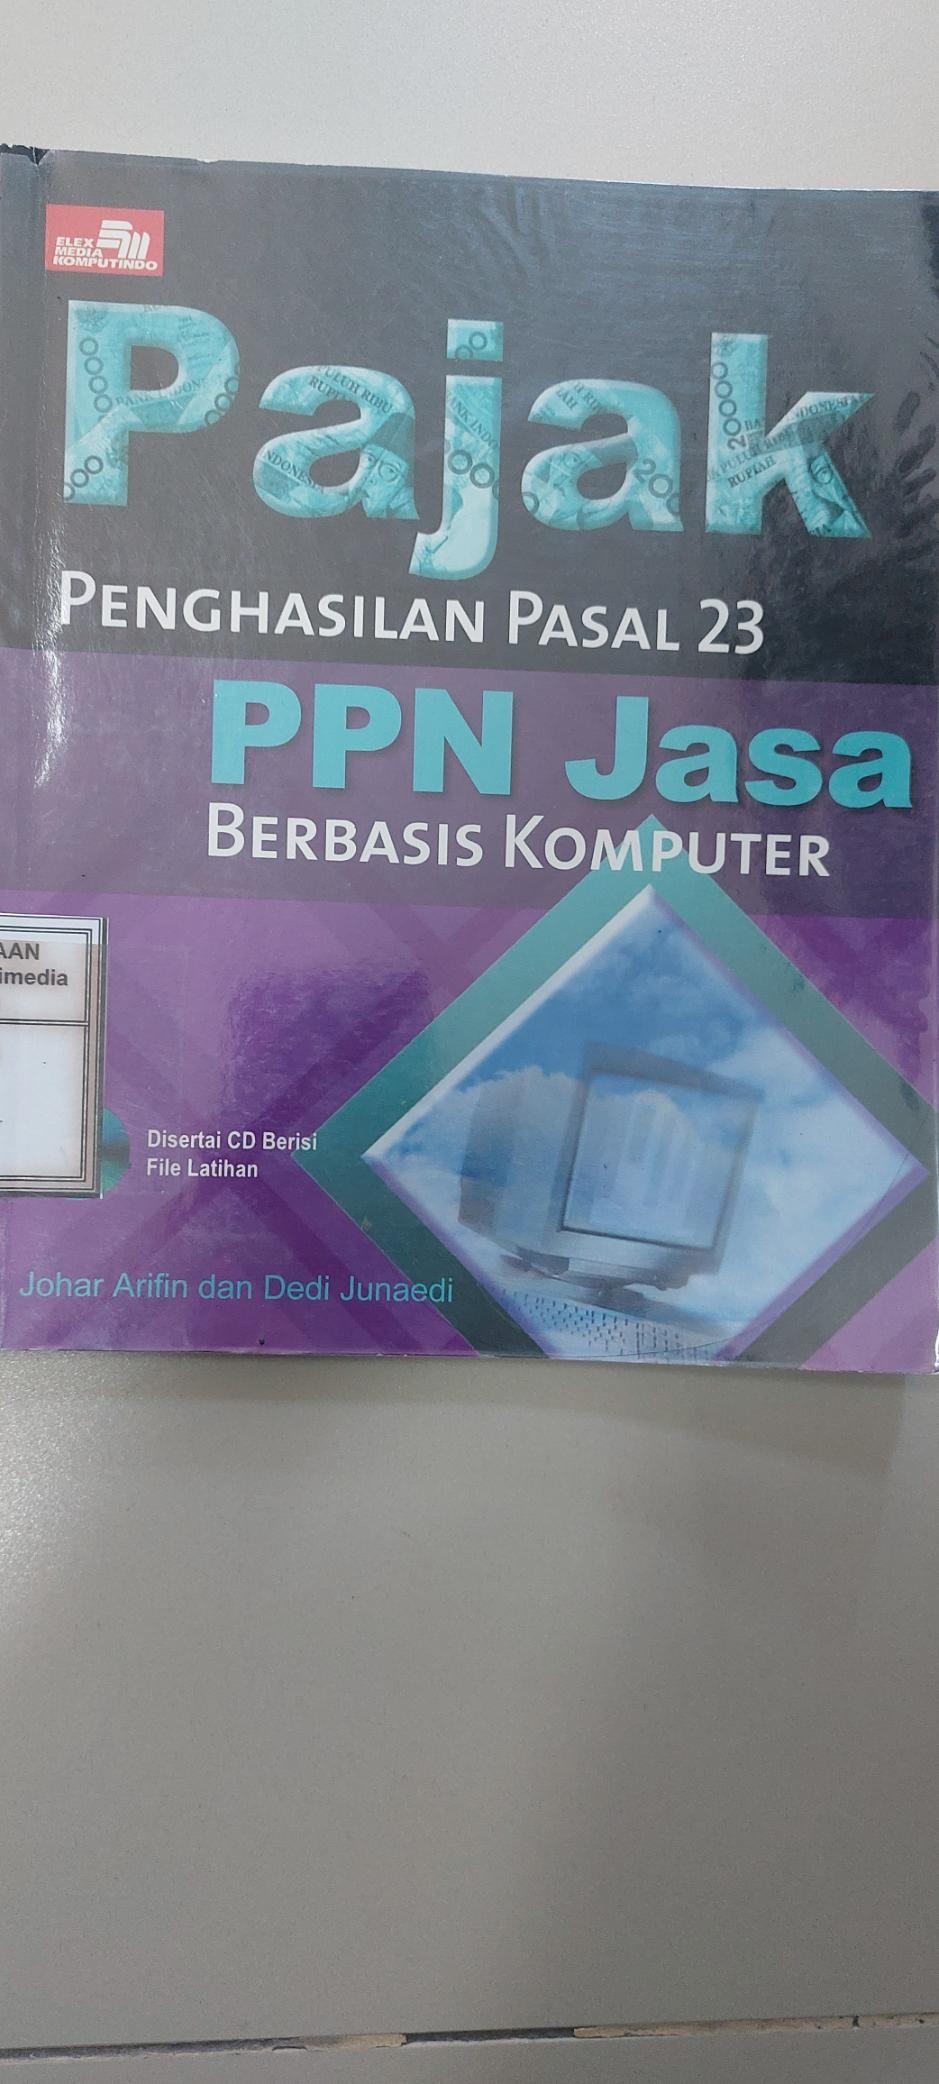 ELEX
MEDIA
KOMPUTINDO
Pajak
PENGHASILAN PASAL 23
PPN Jasa
BERBASIS KOMPUTER
AAN
imedia
Disertai CD Berisi
File Latihan
Johar Arifin dan Dedi Junaedi